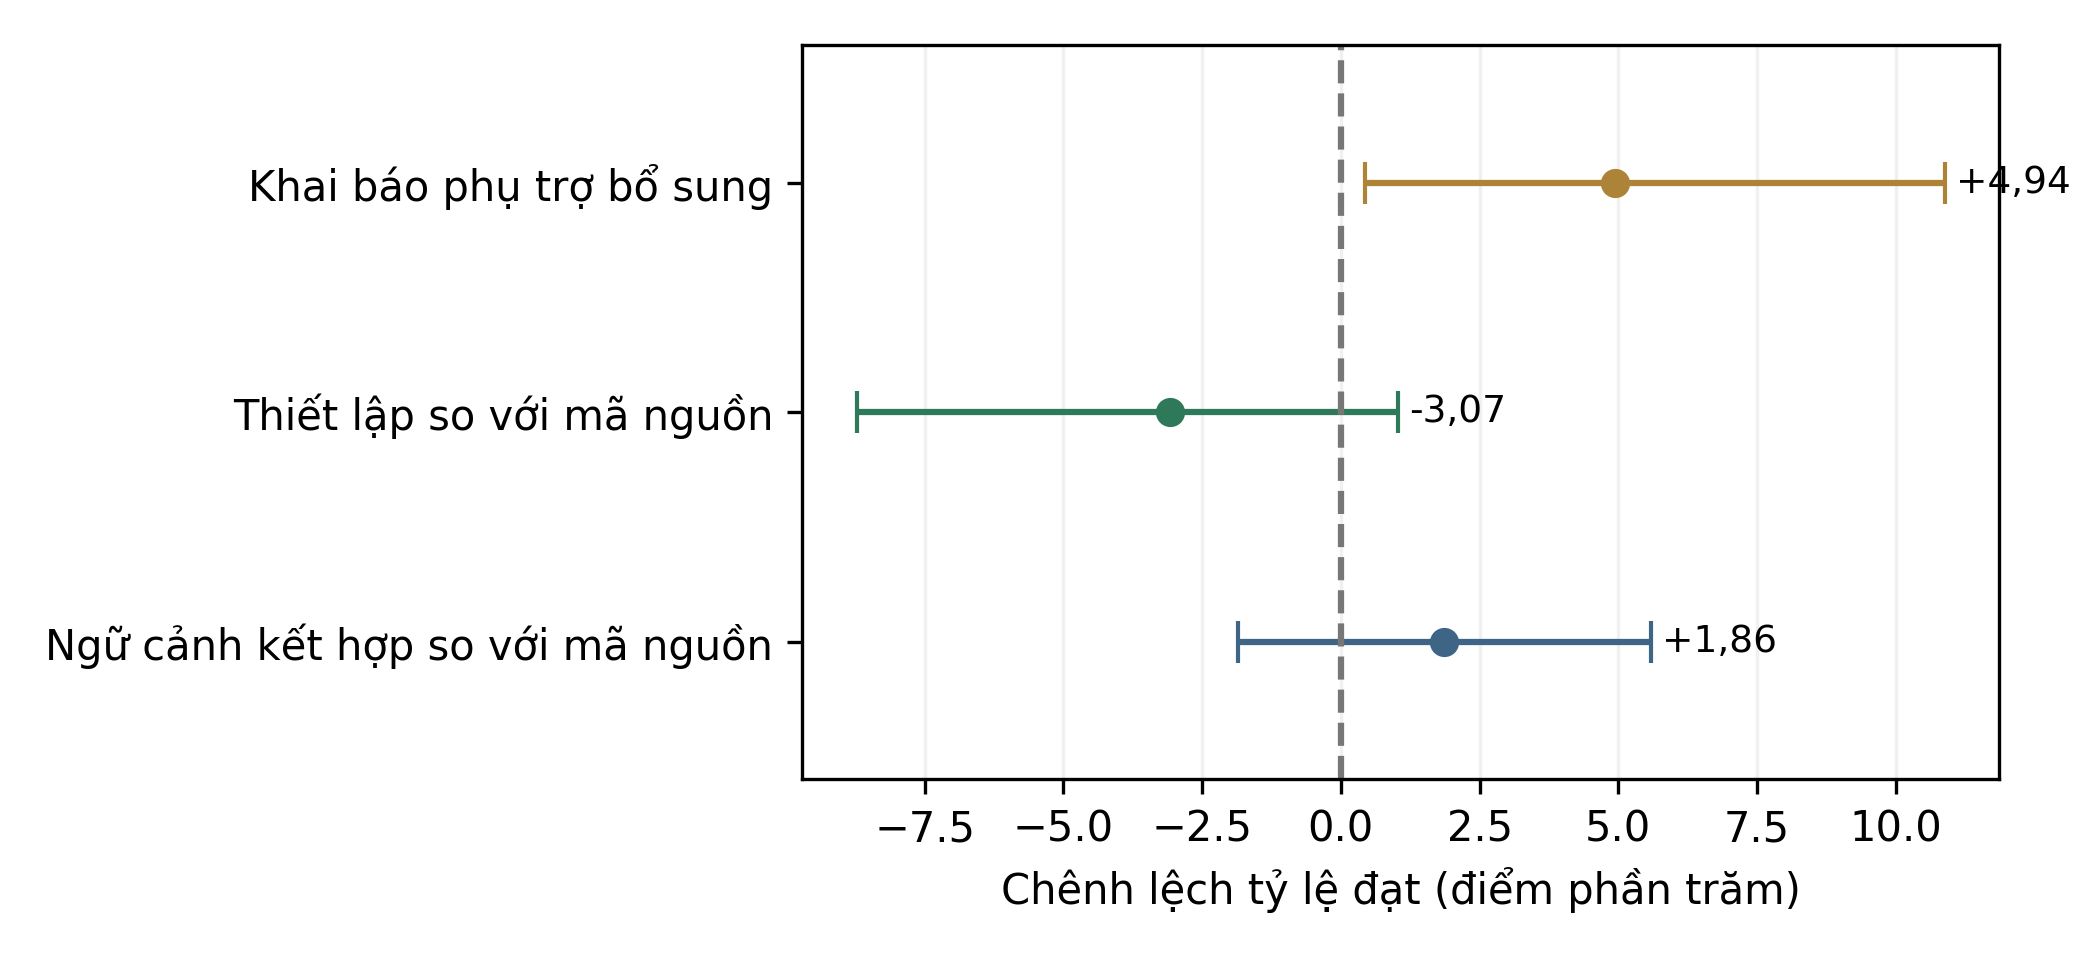 Khai báo phụ trợ bổ sung
+4,94
Thiết lập so với mã nguồn
-3,07
Ngữ cảnh kết hợp so với mã nguồn
+1,86
−7.5 −5.0 −2.5 0.0 2.5 5.0 7.5 10.0
Chênh lệch tỷ lệ đạt (điểm phần trăm)